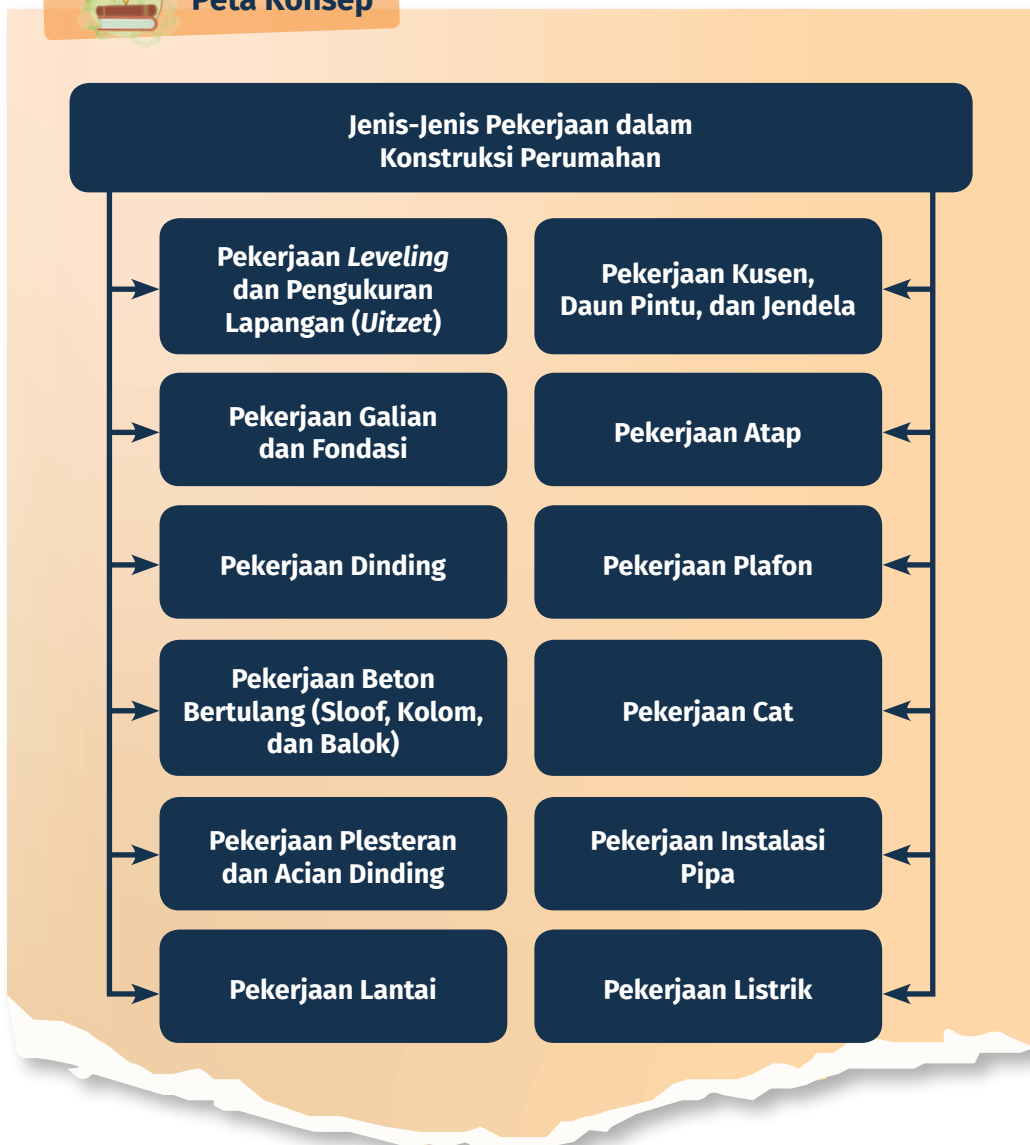 Peta Konsep
Jenis-Jenis Pekerjaan dalam
Konstruksi Perumahan
Pekerjaan Leveling
dan Pengukuran
Lapangan (Uitzet)
Pekerjaan Galian
dan Fondasi
Pekerjaan Dinding
Pekerjaan Beton
Bertulang (Sloof, Kolom,
dan Balok)
Pekerjaan Plesteran
dan Acian Dinding
Pekerjaan Lantai
Pekerjaan Kusen,
Daun Pintu, dan Jendela
Pekerjaan Atap
Pekerjaan Plafon
Pekerjaan Cat
Pekerjaan Instalasi
Pipa
Pekerjaan Listrik